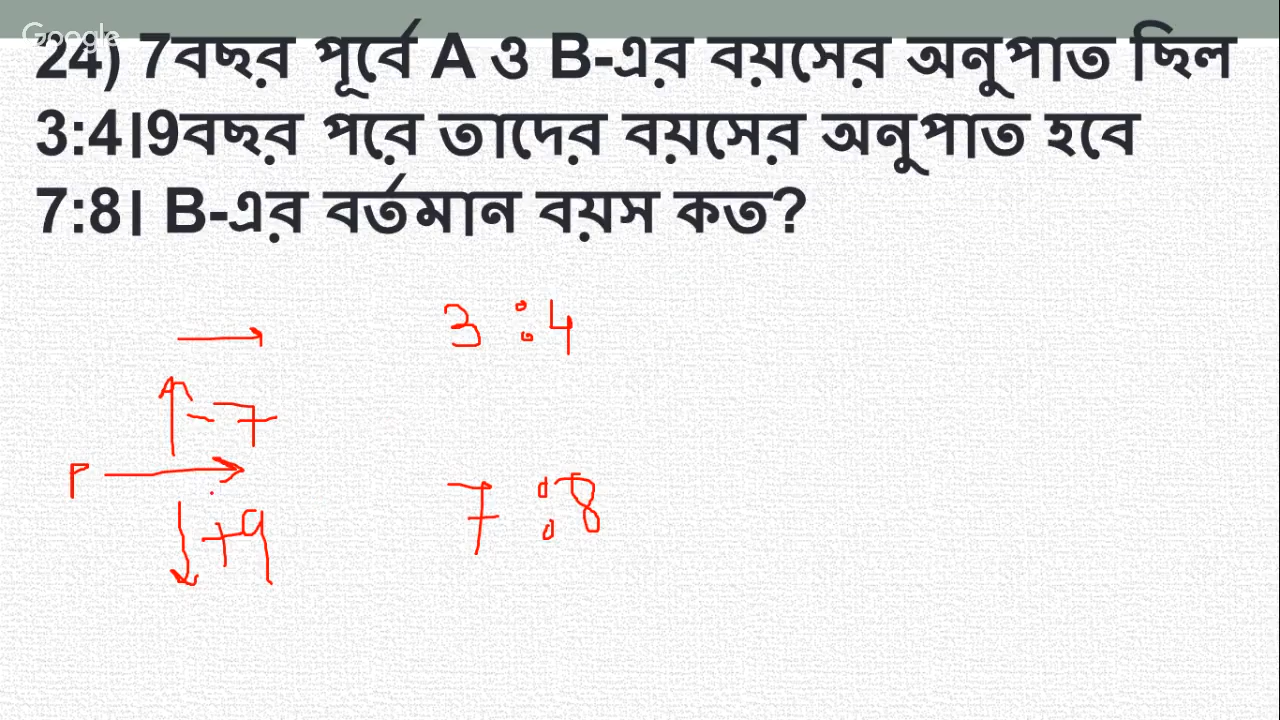 Google
24) 7বছর পূর্বে A ও B-এর বয়সের অনুপাত ছিল
3:4।9বছর পরে তাদের বয়সের অনুপাত হবে
7:8। B-এর বর্তমান বয়স কত?
3 : 4
-7
P
+9
7 : 8